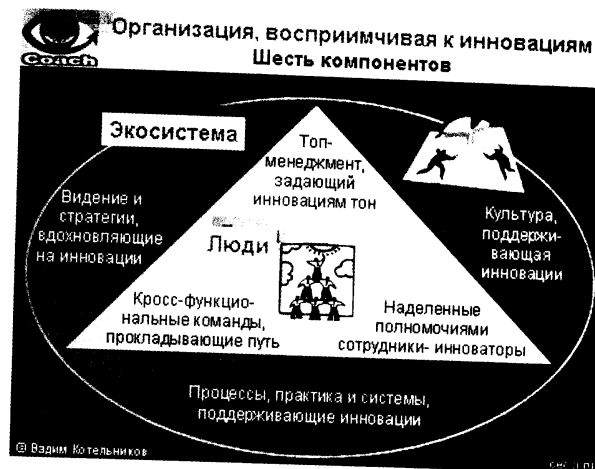 Coach
Организация, восприимчивая к инновациям
Шесть компонентов
Экосистема
Топ-
менеджмент,
задающий
инновациям тон
Видение и
стратегии,
вдохновляющие
на инновации
Культура,
поддержи-
вающая
инновации
Люди
Кросс-функцио-
нальные команды,
прокладывающие путь
Наделенные
полномочиями
сотрудники- инноваторы
Процессы, практика и системы,
поддерживающие инновации
© Вадим Котельников